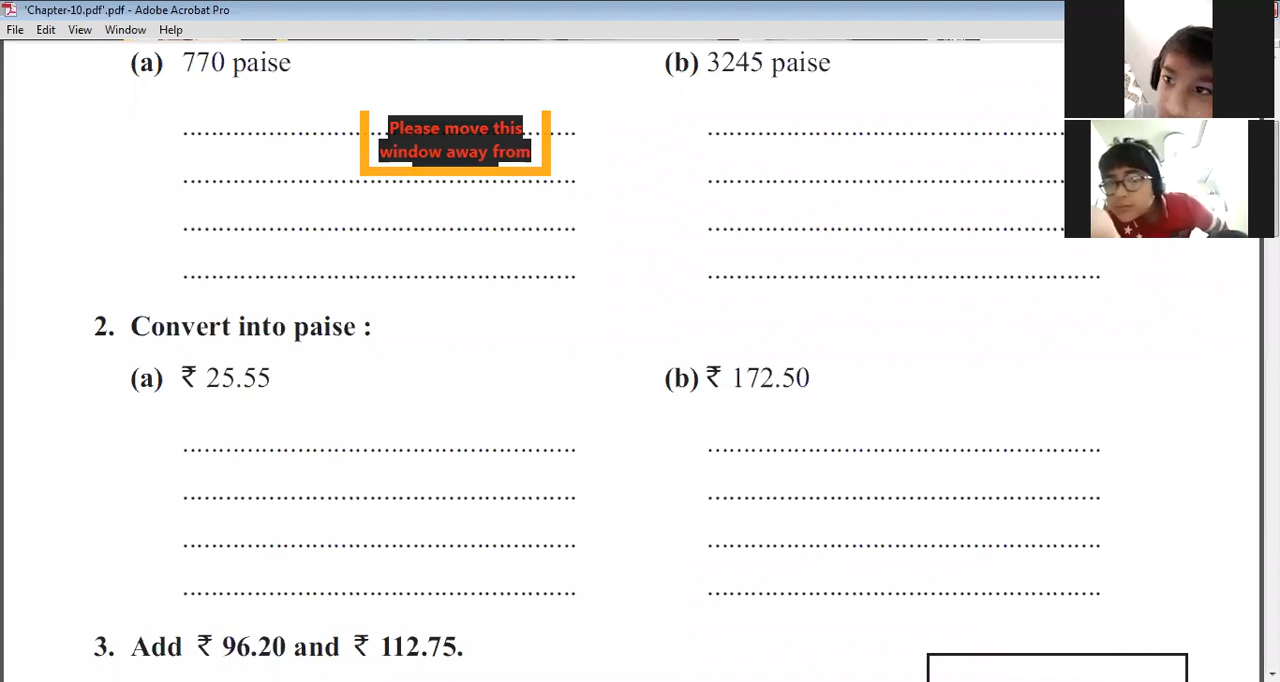 'Chapter-10.pdf'.pdf - Adobe Acrobat Pro
File Edit View Window Help
(a) 770 paise (b) 3245 paise
Please move this
window away from
2. Convert into paise :
(a) ₹ 25.55 (b) ₹ 172.50
3. Add ₹ 96.20 and ₹ 112.75.